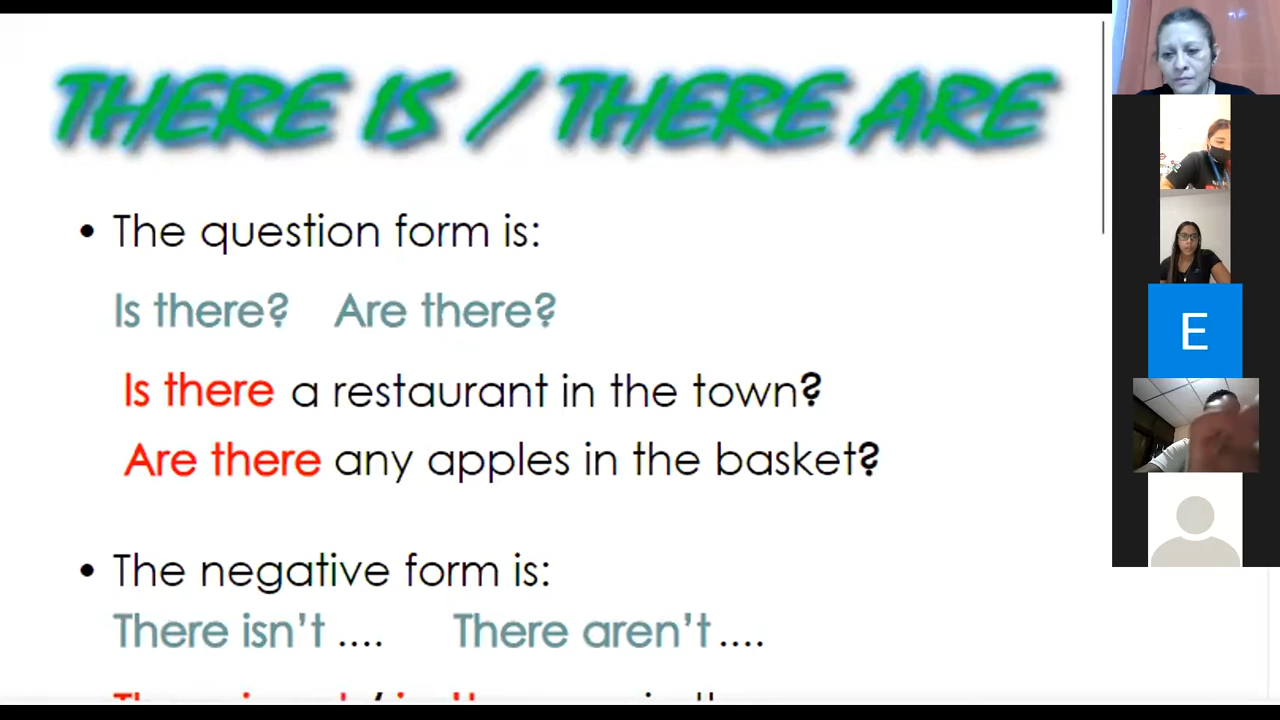 THERE IS / THERE ARE
• The question form is:
Is there? Are there?
Is there a restaurant in the town?
Are there any apples in the basket?
• The negative form is:
There isn't .... There aren't ....
E